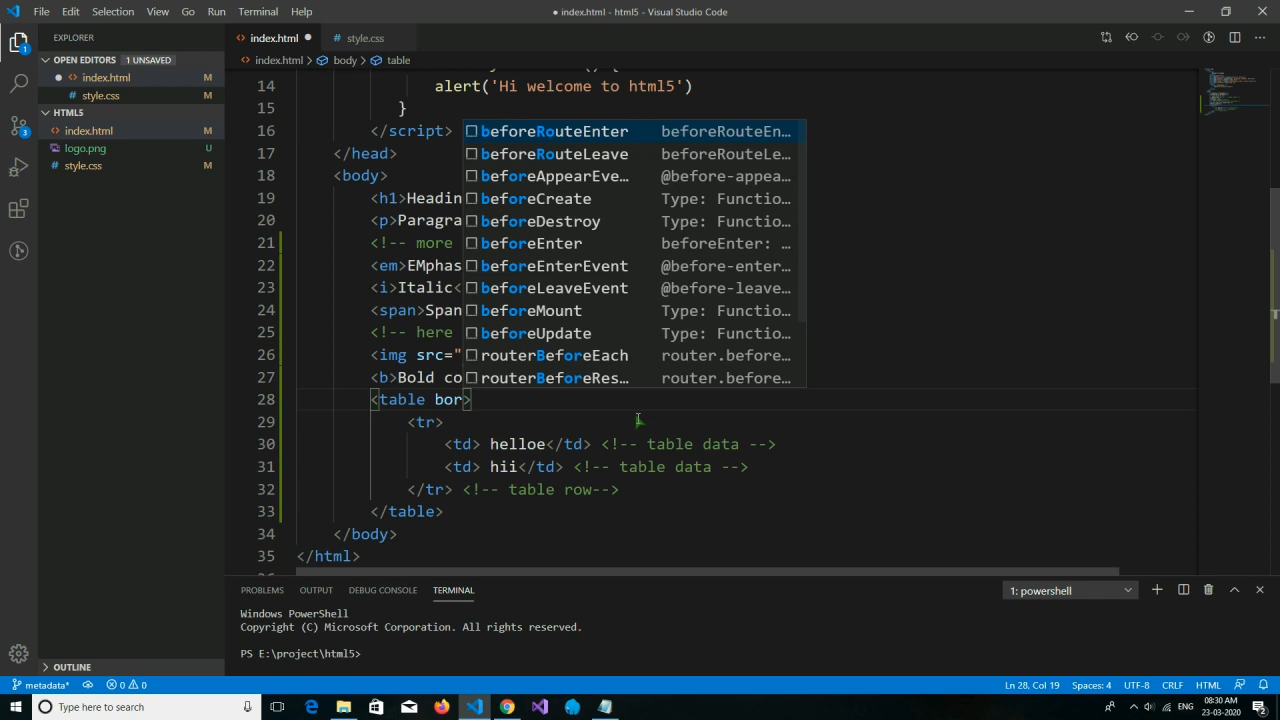 File Edit Selection View Go Run Terminal Help
● index.html - html5 - Visual Studio Code
EXPLORER
OPEN EDITORS 1 UNSAVED
● index.html M
style.css M
HTML5
index.html M
logo.png U
style.css M
OUTLINE
1
3
index.html ●
style.css
index.html > body > table
14 alert('Hi welcome to html5')
15 }
16 </script>
17 </head>
18 <body>
19 <h1>Headin
20 <p>Paragra
21 <!-- more
22 <em>EMphas
23 <i>Italic<
24 <span>Span
25 <!-- here
26 <img src="
27 <b>Bold co
28 <table bor>
29 <tr>
30 <td> helloe</td> <!-- table data -->
31 <td> hii</td> <!-- table data -->
32 </tr> <!-- table row-->
33 </table>
34 </body>
35 </html>
beforeRouteEnter beforeRouteEn...
beforeRouteLeave beforeRouteLe...
beforeAppearEve... @before-appea...
beforeCreate Type: Functio...
beforeDestroy Type: Functio...
beforeEnter beforeEnter: ...
beforeEnterEvent @before-enter...
beforeLeaveEvent @before-leave...
beforeMount Type: Functio...
beforeUpdate Type: Functio...
routerBeforeEach router.before...
routerBeforeRes... router.before...
PROBLEMS OUTPUT DEBUG CONSOLE TERMINAL
1: powershell
Windows PowerShell
Copyright (C) Microsoft Corporation. All rights reserved.
PS E:\project\html5>
metadata* 0 0
Ln 28, Col 19 Spaces: 4 UTF-8 CRLF HTML
Type here to search
ENG
08:30 AM
23-03-2020
2